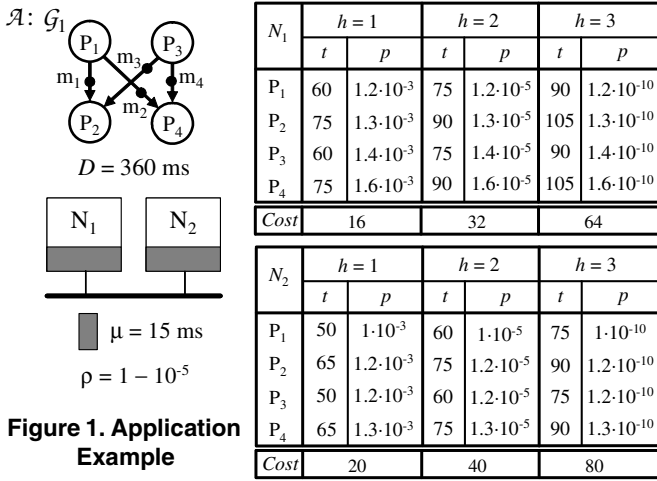 𝒜: 𝒢₁
P₁ P₃
m₁ m₃ m₄
m₂
P₂ P₄
D = 360 ms
N₁ N₂
μ = 15 ms
ρ = 1 − 10⁻⁵
Figure 1. Application
Example
N₁ h = 1 h = 2 h = 3
t p t p t p
P₁ 60 1.2·10⁻³ 75 1.2·10⁻⁵ 90 1.2·10⁻¹⁰
P₂ 75 1.3·10⁻³ 90 1.3·10⁻⁵ 105 1.3·10⁻¹⁰
P₃ 60 1.4·10⁻³ 75 1.4·10⁻⁵ 90 1.4·10⁻¹⁰
P₄ 75 1.6·10⁻³ 90 1.6·10⁻⁵ 105 1.6·10⁻¹⁰
Cost 16 32 64
N₂ h = 1 h = 2 h = 3
t p t p t p
P₁ 50 1·10⁻³ 60 1·10⁻⁵ 75 1·10⁻¹⁰
P₂ 65 1.2·10⁻³ 75 1.2·10⁻⁵ 90 1.2·10⁻¹⁰
P₃ 50 1.2·10⁻³ 60 1.2·10⁻⁵ 75 1.2·10⁻¹⁰
P₄ 65 1.3·10⁻³ 75 1.3·10⁻⁵ 90 1.3·10⁻¹⁰
Cost 20 40 80